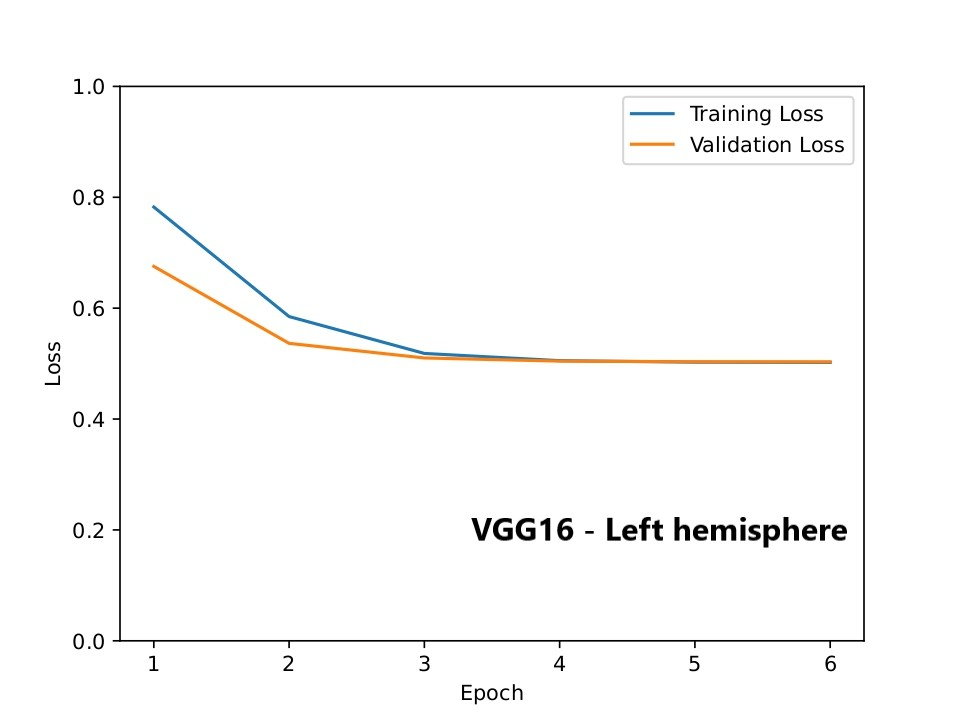 1.0
Training Loss
Validation Loss
0.8
0.6
Loss
0.4
VGG16 - Left hemisphere
0.2
0.0
1 2 3 4 5 6
Epoch